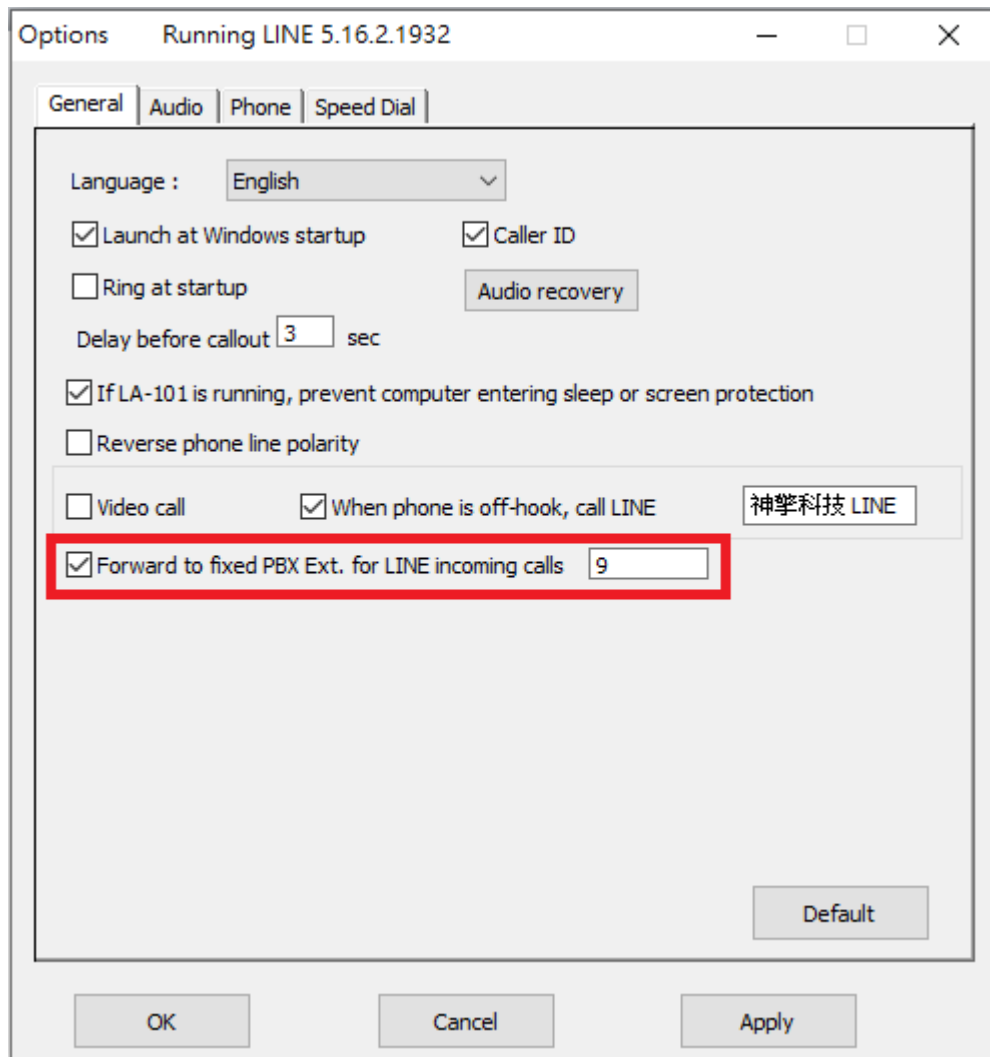 Options Running LINE 5.16.2.1932
General Audio Phone Speed Dial
Language : English
Launch at Windows startup Caller ID
Ring at startup Audio recovery
Delay before callout 3 sec
If LA-101 is running, prevent computer entering sleep or screen protection
Reverse phone line polarity
Video call When phone is off-hook, call LINE 神擎科技 LINE
Forward to fixed PBX Ext. for LINE incoming calls 9
Default
OK Cancel Apply